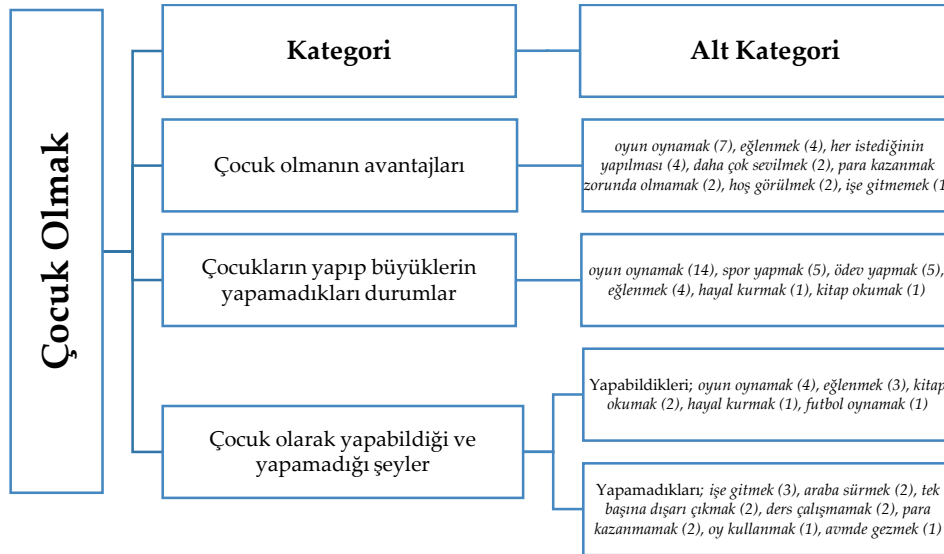 Çocuk Olmak
Kategori
Alt Kategori
Çocuk olmanın avantajları
oyun oynamak (7), eğlenmek (4), her istediğinin
yapılması (4), daha çok sevilmek (2), para kazanmak
zorunda olmamak (2), hoş görülmek (2), işe gitmemek (1
Çocukların yapıp büyüklerin
yapamadıkları durumlar
oyun oynamak (14), spor yapmak (5), ödev yapmak (5),
eğlenmek (4), hayal kurmak (1), kitap okumak (1)
Çocuk olarak yapabildiği ve
yapamadığı şeyler
Yapabildikleri; oyun oynamak (4), eğlenmek (3), kitap
okumak (2), hayal kurmak (1), futbol oynamak (1)
Yapamadıkları; işe gitmek (3), araba sürmek (2), tek
başına dışarı çıkmak (2), ders çalışmamak (2), para
kazanmamak (2), oy kullanmak (1), avmde gezmek (1)